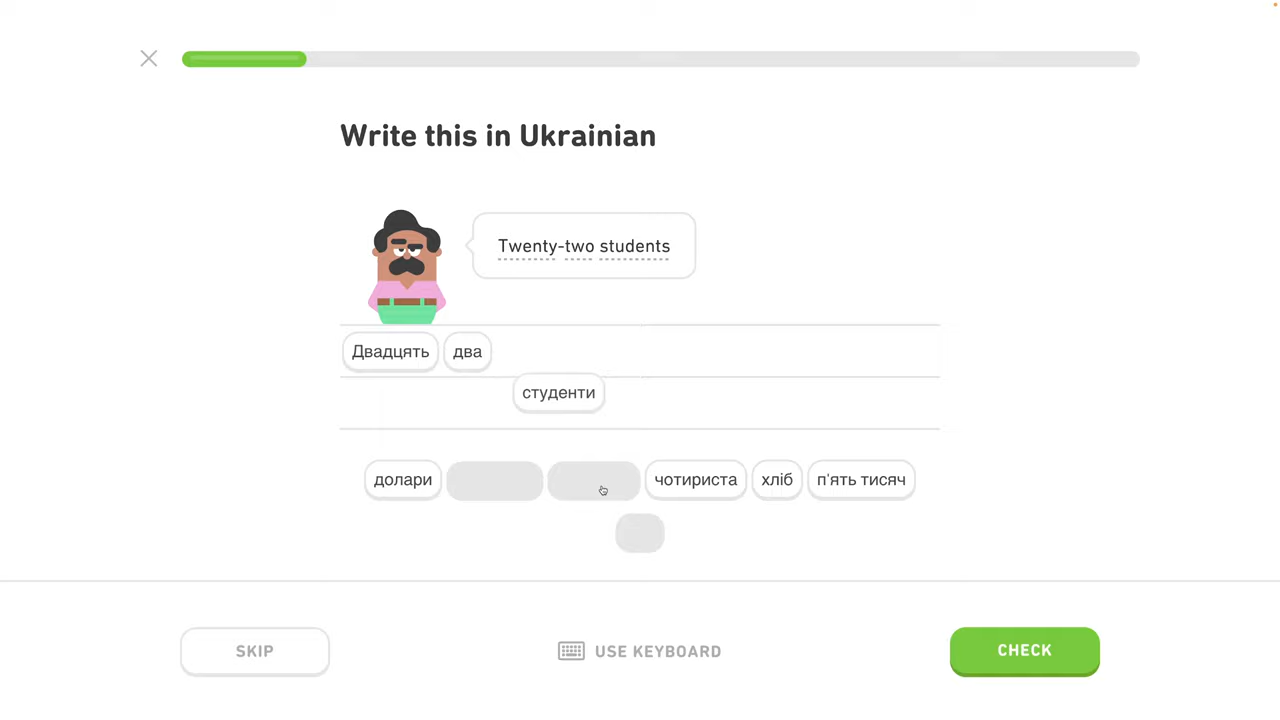 Write this in Ukrainian
Twenty-two students
Двадцять два
студенти
долари чотириста хліб п'ять тисяч
SKIP USE KEYBOARD CHECK